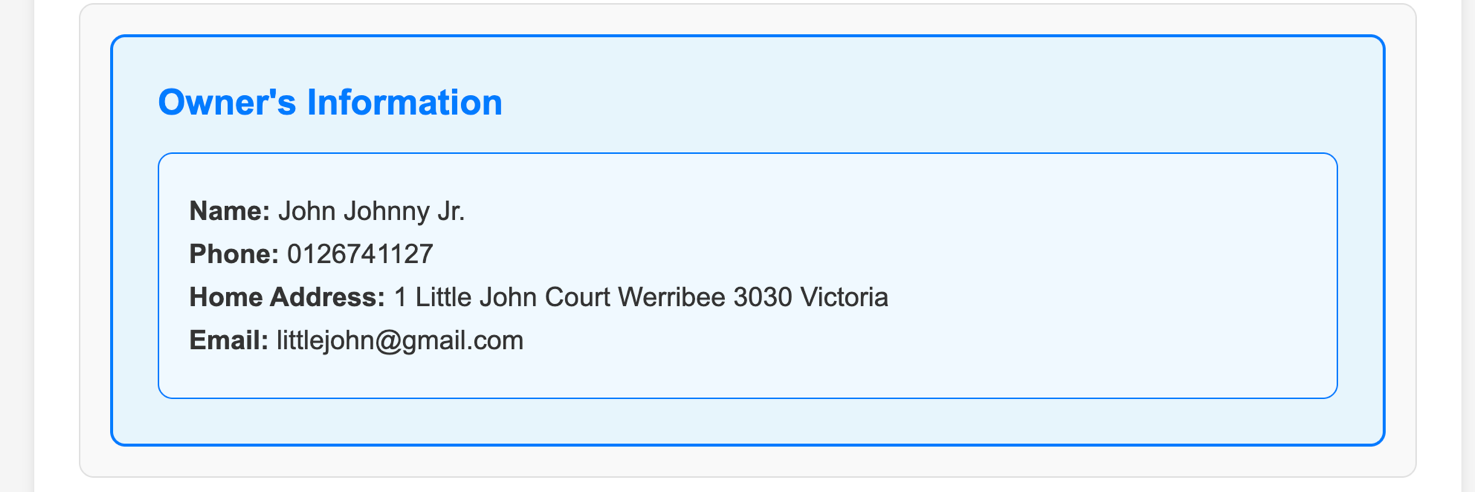 Owner's Information
Name: John Johnny Jr.
Phone: 0126741127
Home Address: 1 Little John Court Werribee 3030 Victoria
Email: littlejohn@gmail.com